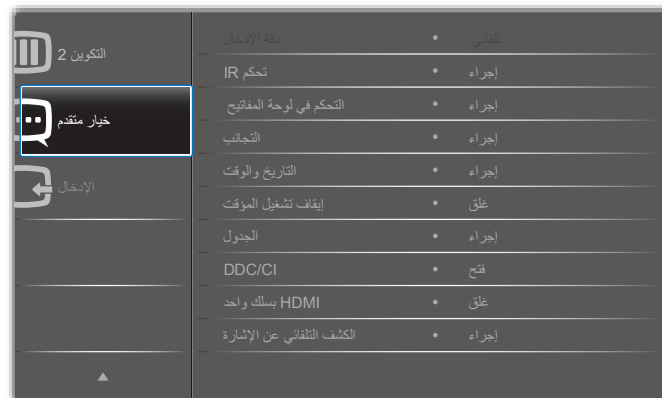 التكوين 2
خيار متقدم
الإدخال
دقة الإدخال • تلقائي
تحكم IR • إجراء
التحكم في لوحة المفاتيح • إجراء
التجانب • إجراء
التاريخ والوقت • إجراء
إيقاف تشغيل المؤقت • غلق
الجدول • إجراء
DDC/CI • فتح
HDMI بسلك واحد • غلق
الكشف التلقائي عن الإشارة • إجراء